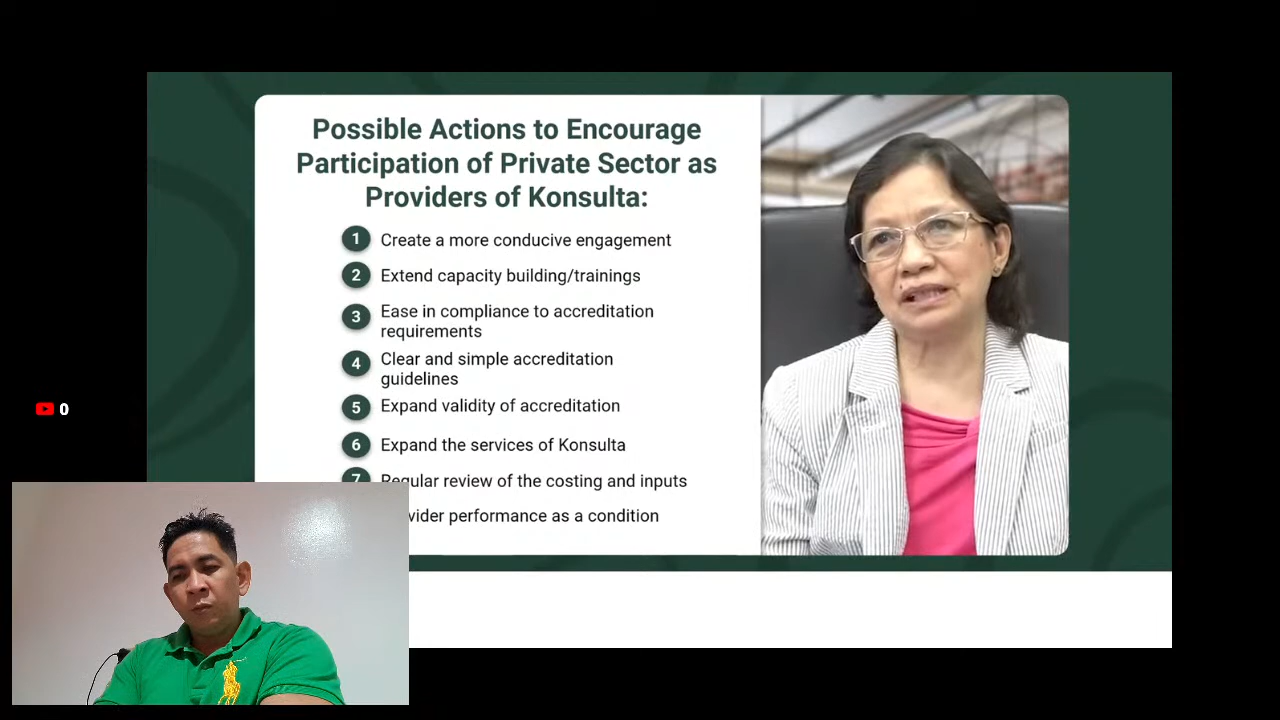 Possible Actions to Encourage
Participation of Private Sector as
Providers of Konsulta:
1 Create a more conducive engagement
2 Extend capacity building/trainings
3 Ease in compliance to accreditation
requirements
4 Clear and simple accreditation
guidelines
5 Expand validity of accreditation
6 Expand the services of Konsulta
7 Regular review of the costing and inputs
performance as a condition
0